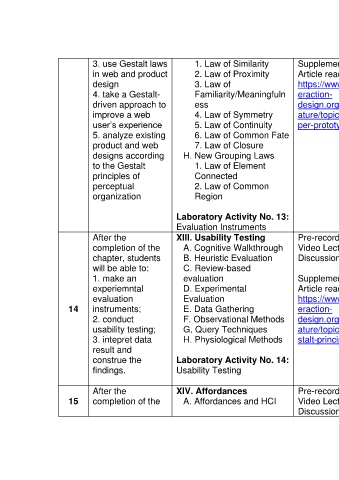 3. use Gestalt laws
in web and product
design
4. take a Gestalt-
driven approach to
improve a web
user's experience
5. analyze existing
product and web
designs according
to the Gestalt
principles of
perceptual
organization
1. Law of Similarity
2. Law of Proximity
3. Law of
Familiarity/Meaningfuln
ess
4. Law of Symmetry
5. Law of Continuity
6. Law of Common Fate
7. Law of Closure
H. New Grouping Laws
1. Law of Element
Connected
2. Law of Common
Region
Laboratory Activity No. 13:
Evaluation Instruments
Supplemen
Article rea
https://ww
eraction-
design.org
ature/topic
per-prototy
14
After the
completion of the
chapter, students
will be able to:
1. make an
experiemntal
evaluation
instruments;
2. conduct
usability testing;
3. intepret data
result and
construe the
findings.
XIII. Usability Testing
A. Cognitive Walkthrough
B. Heuristic Evaluation
C. Review-based
evaluation
D. Experimental
Evaluation
E. Data Gathering
F. Observational Methods
G. Query Techniques
H. Physiological Methods
Laboratory Activity No. 14:
Usability Testing
Pre-record
Video Lect
Discussion
Supplemen
Article rea
https://ww
eraction-
design.org
ature/topic
stalt-princi
15
After the
completion of the
XIV. Affordances
A. Affordances and HCI
Pre-record
Video Lect
Discussion